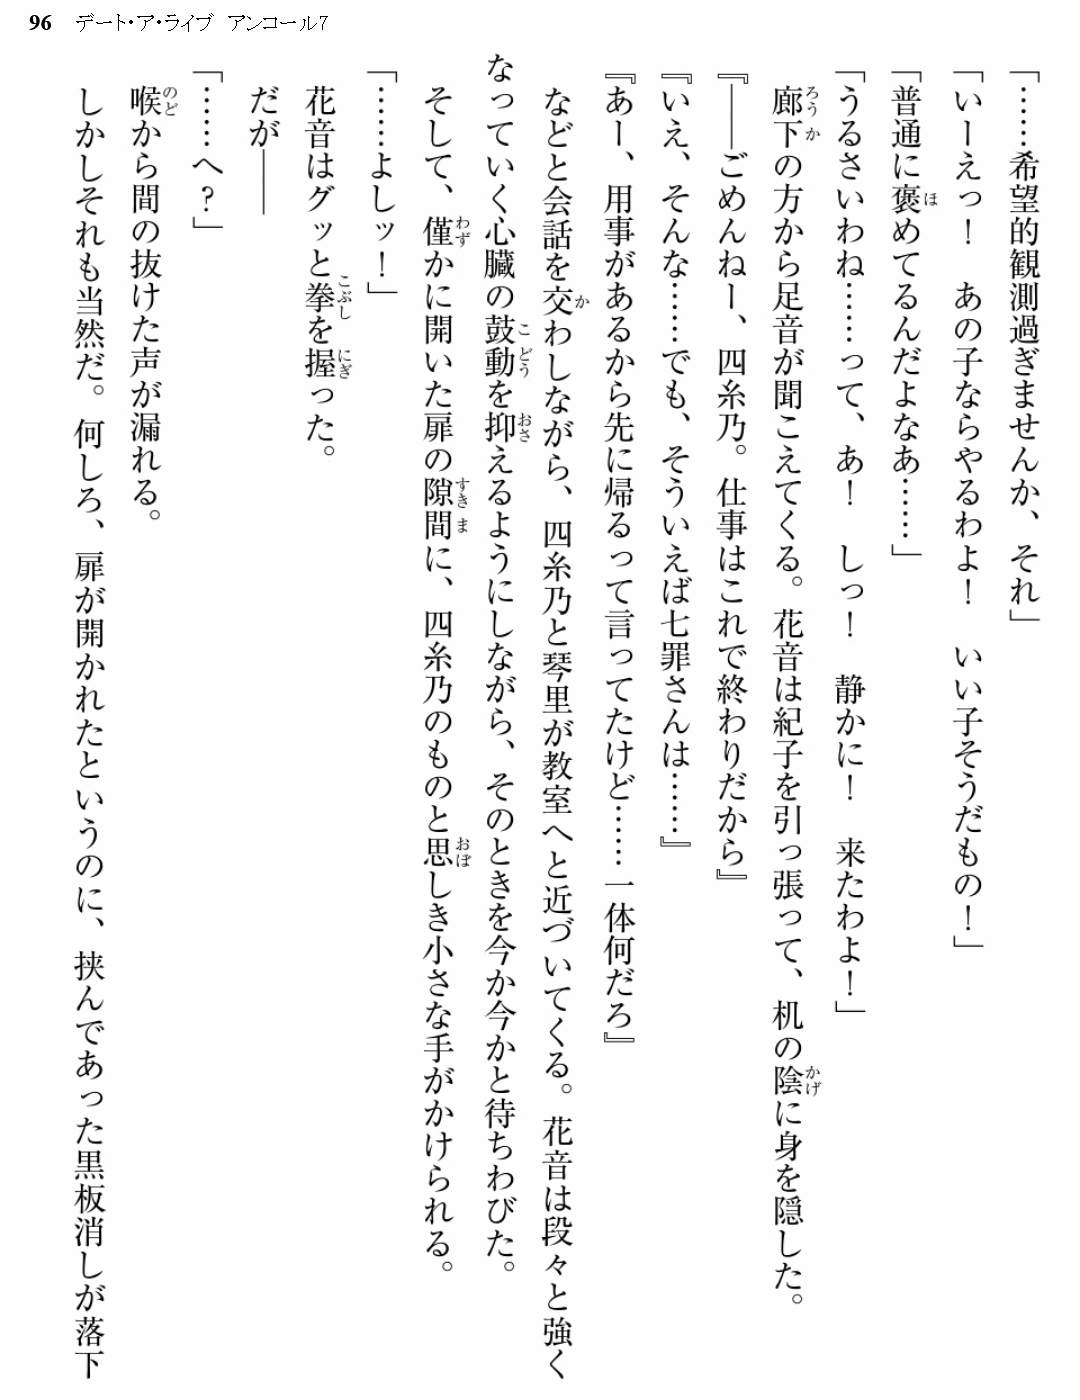 96 デート・ア・ライブ　アンコール7
「……希望的観測過ぎませんか、それ」
「いーえっ！　あの子ならやるわよ！　いい子そうだもの！」
「普通に褒めてるんだよなあ……」
「うるさいわね……って、あ！　しっ！　静かに！　来たわよ！」
　廊下の方から足音が聞こえてくる。花音は紀子を引っ張って、机の陰に身を隠した。
『――ごめんねー、四糸乃。仕事はこれで終わりだから』
『いえ、そんな……でも、そういえば七罪さんは……』
『あー、用事があるから先に帰るって言ってたけど……一体何だろ』
　などと会話を交わしながら、四糸乃と琴里が教室へと近づいてくる。花音は段々と強く
なっていく心臓の鼓動を抑えるようにしながら、そのときを今か今かと待ちわびた。
　そして、僅かに開いた扉の隙間に、四糸乃のものと思しき小さな手がかけられる。
「……よしッ！」
　花音はグッと拳を握った。
　だが――
「……へ？」
　喉から間の抜けた声が漏れる。
　しかしそれも当然だ。何しろ、扉が開かれたというのに、挟んであった黒板消しが落下